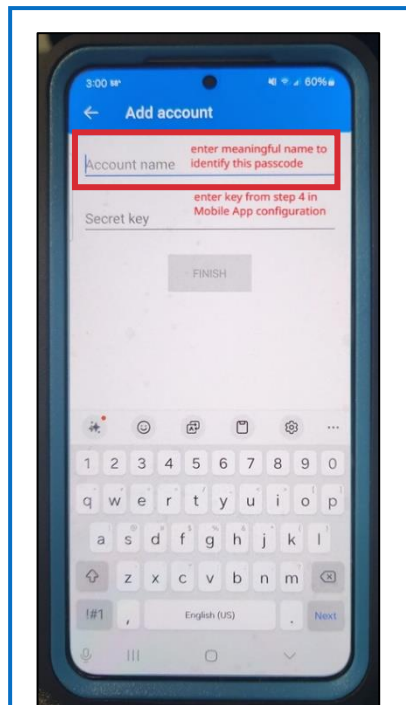 3:00 58° 60%
← Add account
enter meaningful name to
Account name identify this passcode
enter key from step 4 in
Mobile App configuration
Secret key
FINISH
1 2 3 4 5 6 7 8 9 0
q w e r t y u i o p
a s d f g h j k l
z x c v b n m
!#1 , English (US) . Next